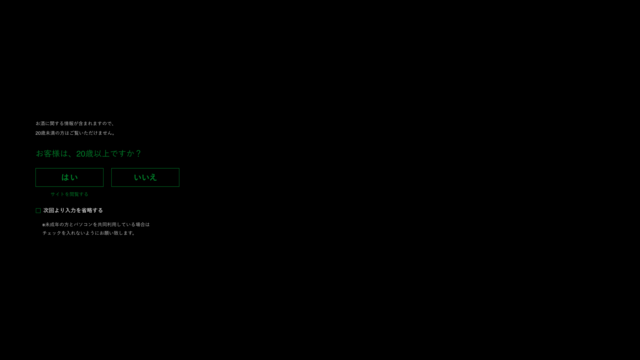 お酒に関する情報が含まれますので、
20歳未満の方はご覧いただけません。
お客様は、20歳以上ですか？
はい
いいえ
サイトを閲覧する
次回より入力を省略する
※未成年の方とパソコンを共同利用している場合は
チェックを入れないようにお願い致します。